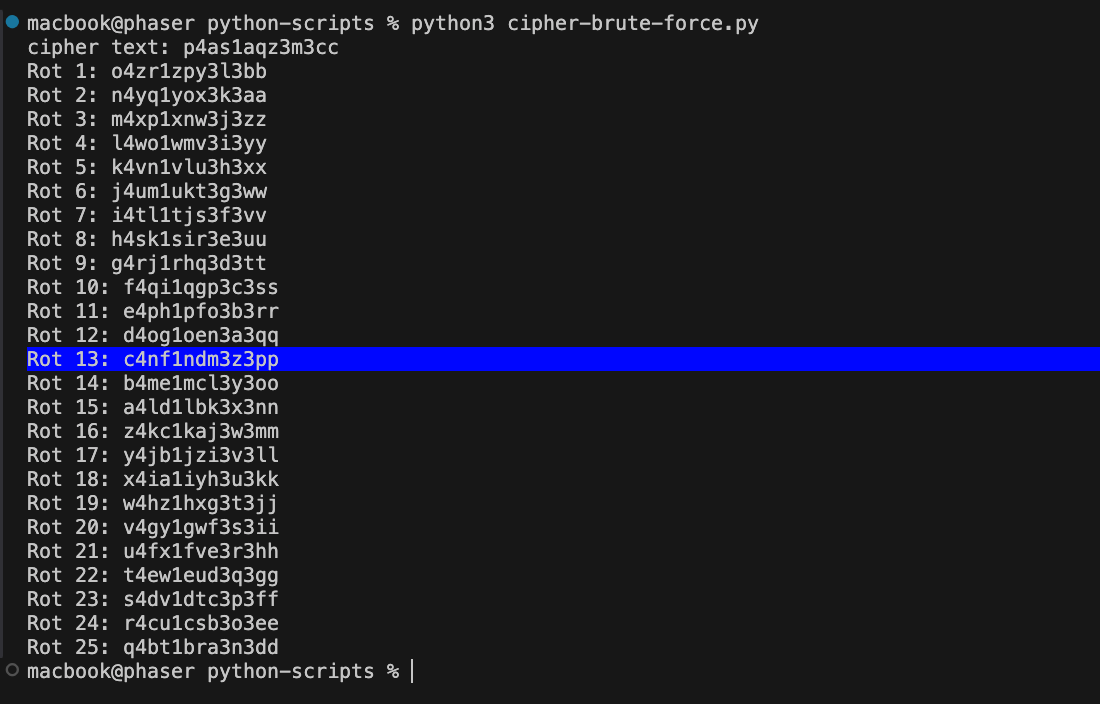 macbook@phaser python-scripts % python3 cipher-brute-force.py
cipher text: p4as1aqz3m3cc
Rot 1: o4zr1zpy3l3bb
Rot 2: n4yq1yox3k3aa
Rot 3: m4xp1xnw3j3zz
Rot 4: l4wo1wmv3i3yy
Rot 5: k4vn1vlu3h3xx
Rot 6: j4um1ukt3g3ww
Rot 7: i4tl1tjs3f3vv
Rot 8: h4sk1sir3e3uu
Rot 9: g4rj1rhq3d3tt
Rot 10: f4qi1qgp3c3ss
Rot 11: e4ph1pfo3b3rr
Rot 12: d4og1oen3a3qq
Rot 13: c4nf1ndm3z3pp
Rot 14: b4me1mcl3y3oo
Rot 15: a4ld1lbk3x3nn
Rot 16: z4kc1kaj3w3mm
Rot 17: y4jb1jzi3v3ll
Rot 18: x4ia1iyh3u3kk
Rot 19: w4hz1hxg3t3jj
Rot 20: v4gy1gwf3s3ii
Rot 21: u4fx1fve3r3hh
Rot 22: t4ew1eud3q3gg
Rot 23: s4dv1dtc3p3ff
Rot 24: r4cu1csb3o3ee
Rot 25: q4bt1bra3n3dd
macbook@phaser python-scripts %